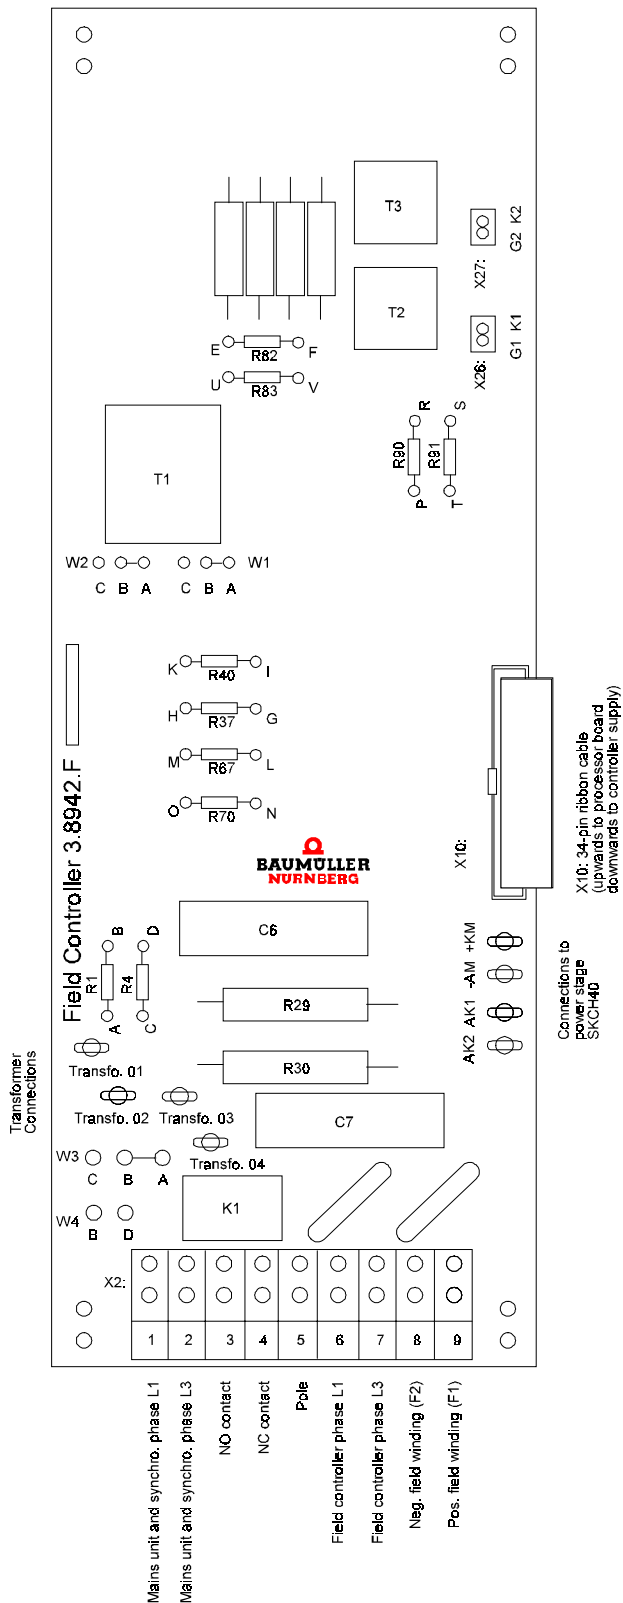 T3
G2 K2
X27:
T2
G1 K1
X26:
E
R82
F
U
R83
V
R
S
R90
R91
P
T
T1
W2
W1
C B A
C B A
K
R40
I
H
R37
G
M
R67
L
O
R70
N
Field Controller 3.8942.F
BAUMÜLLER
NÜRNBERG
X10:
X10: 34-pin ribbon cable
(upwards to processor board
downwards to controller supply)
C6
B
D
R1
R4
A
C
AK2 AK1 -AM +KM
Connections to
power stage
SKCH40
R29
R30
Transformer
Connections
Transfo. 01
Transfo. 02
Transfo. 03
Transfo. 04
C7
W3
C B A
W4
B D
K1
X2:
1 2 3 4 5 6 7 8 9
Mains unit and synchro. phase L1
Mains unit and synchro. phase L3
NO contact
NC contact
Pole
Field controller phase L1
Field controller phase L3
Neg. field winding (F2)
Pos. field winding (F1)